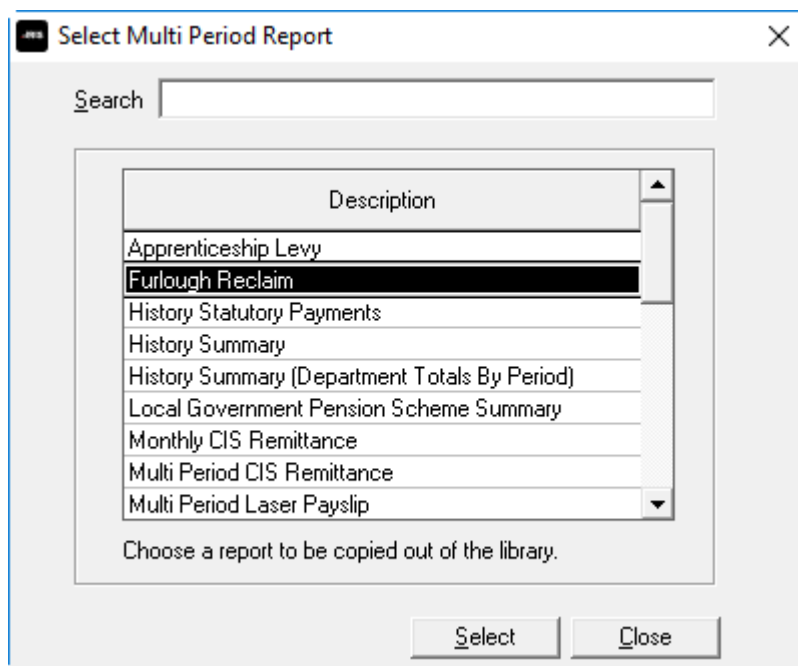 Select Multi Period Report
Search
Description
Apprenticeship Levy
Furlough Reclaim
History Statutory Payments
History Summary
History Summary (Department Totals By Period)
Local Government Pension Scheme Summary
Monthly CIS Remittance
Multi Period CIS Remittance
Multi Period Laser Payslip
Choose a report to be copied out of the library.
Select Close